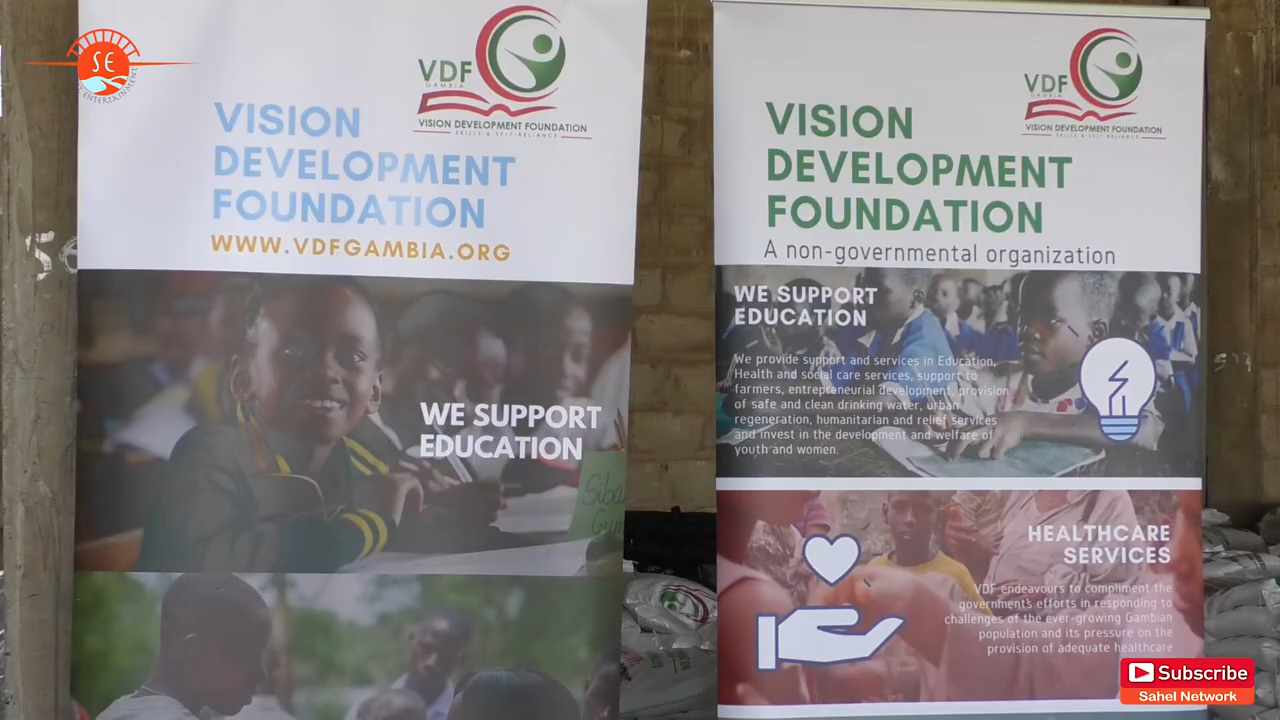 SE
ENTERTAINMENT
VDF
GAMBIA
VISION DEVELOPMENT FOUNDATION
SKILLS & SELF-RELIANCE
VISION
DEVELOPMENT
FOUNDATION
WWW.VDFGAMBIA.ORG
WE SUPPORT
EDUCATION
VDF
GAMBIA
VISION DEVELOPMENT FOUNDATION
SKILLS & SELF-RELIANCE
VISION
DEVELOPMENT
FOUNDATION
A non-governmental organization
WE SUPPORT
EDUCATION
We provide support and services in Education,
Health and social care services, support to
farmers, entrepreneurial development, provision
of safe and clean drinking water, urban
regeneration, humanitarian and relief services
and invest in the development and welfare of
youth and women.
HEALTHCARE
SERVICES
VDF endeavours to compliment the
government's efforts in responding to
challenges of the ever-growing Gambian
population and its pressure on the
provision of adequate healthcare
Subscribe
Sahel Network